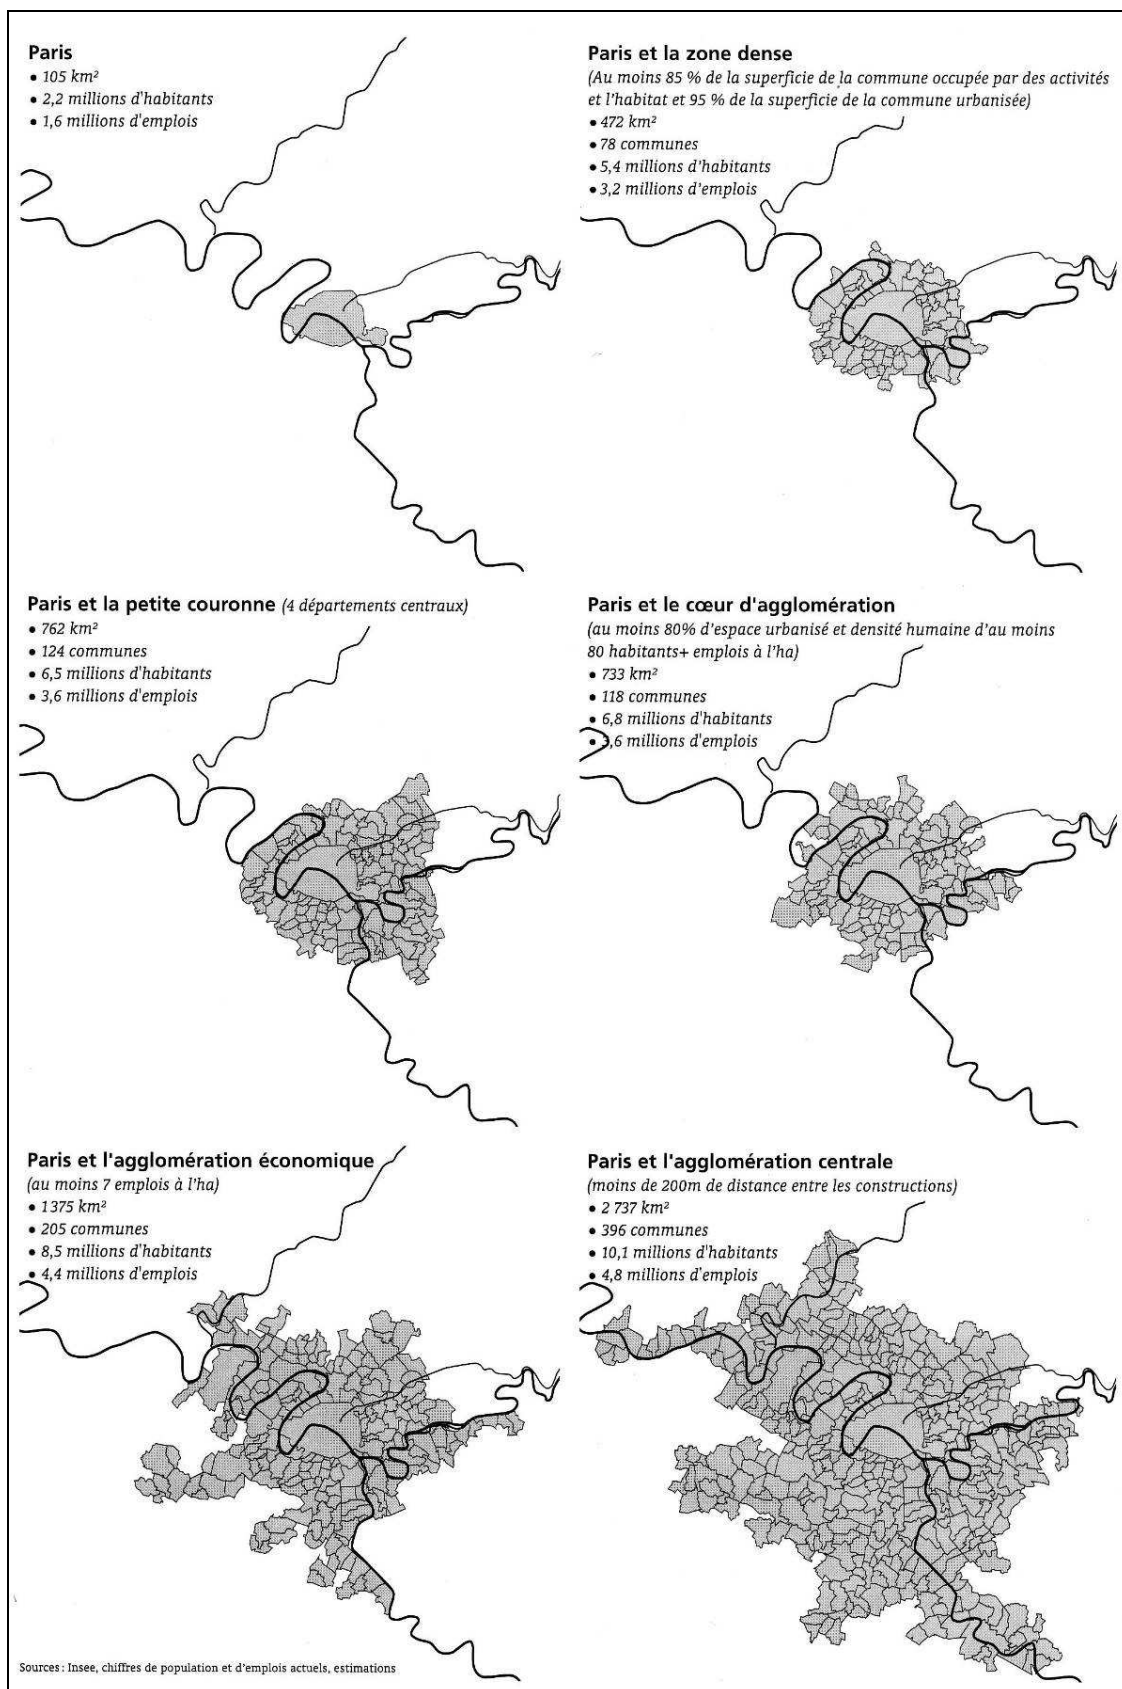 Paris
• 105 km²
• 2,2 millions d'habitants
• 1,6 millions d'emplois
Paris et la zone dense
(Au moins 85 % de la superficie de la commune occupée par des activités
et l'habitat et 95 % de la superficie de la commune urbanisée)
• 472 km²
• 78 communes
• 5,4 millions d'habitants
• 3,2 millions d'emplois
Paris et la petite couronne (4 départements centraux)
• 762 km²
• 124 communes
• 6,5 millions d'habitants
• 3,6 millions d'emplois
Paris et le cœur d'agglomération
(au moins 80% d'espace urbanisé et densité humaine d'au moins
80 habitants+ emplois à l'ha)
• 733 km²
• 118 communes
• 6,8 millions d'habitants
• 3,6 millions d'emplois
Paris et l'agglomération économique
(au moins 7 emplois à l'ha)
• 1375 km²
• 205 communes
• 8,5 millions d'habitants
• 4,4 millions d'emplois
Paris et l'agglomération centrale
(moins de 200m de distance entre les constructions)
• 2 737 km²
• 396 communes
• 10,1 millions d'habitants
• 4,8 millions d'emplois
Sources : Insee, chiffres de population et d'emplois actuels, estimations